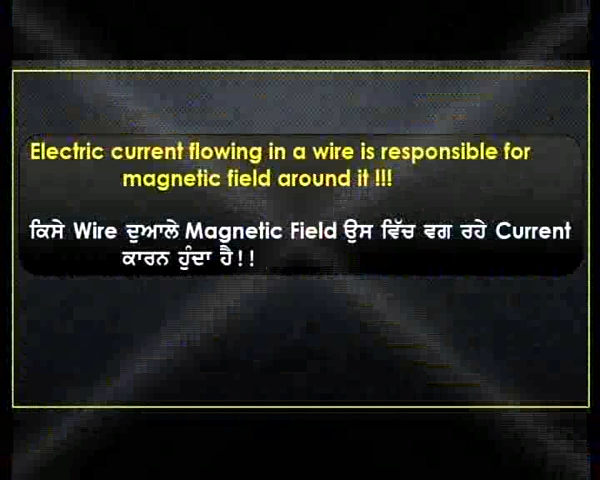 Electric current flowing in a wire is responsible for
magnetic field around it !!!
ਕਿਸੇ Wire ਦੁਆਲੇ Magnetic Field ਉਸ ਵਿੱਚ ਵਗ ਰਹੇ Current
ਕਾਰਨ ਹੁੰਦਾ ਹੈ!!